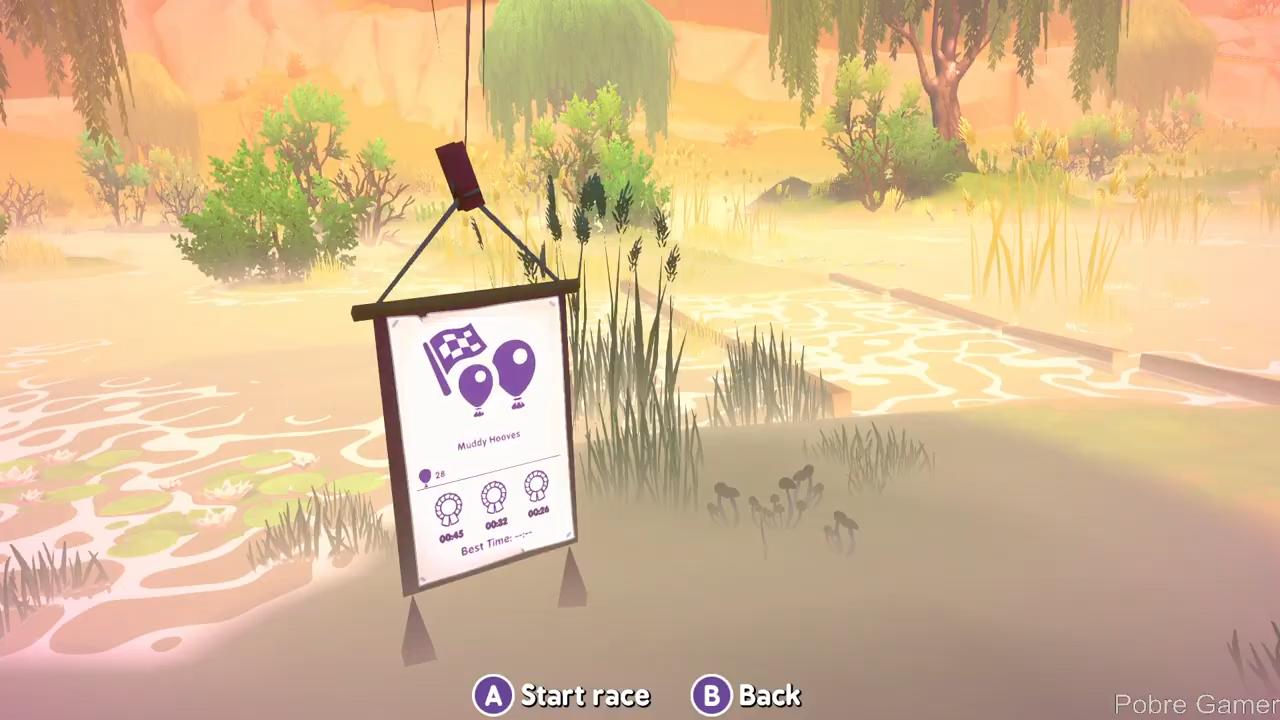 Muddy Hooves
28
00:45 00:32 00:26
Best Time: --:--
A Start race B Back
Pobre Gamer